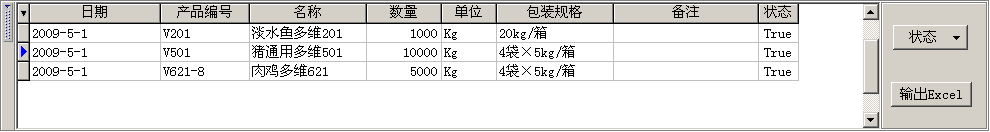 日期 产品编号 名称 数量 单位 包装规格 备注 状态
2009-5-1 V201 淡水鱼多维201 1000 Kg 20kg/箱 True
2009-5-1 V501 猪通用多维501 10000 Kg 4袋×5kg/箱 True
2009-5-1 V621-8 肉鸡多维621 5000 Kg 4袋×5kg/箱 True
状态
输出Excel